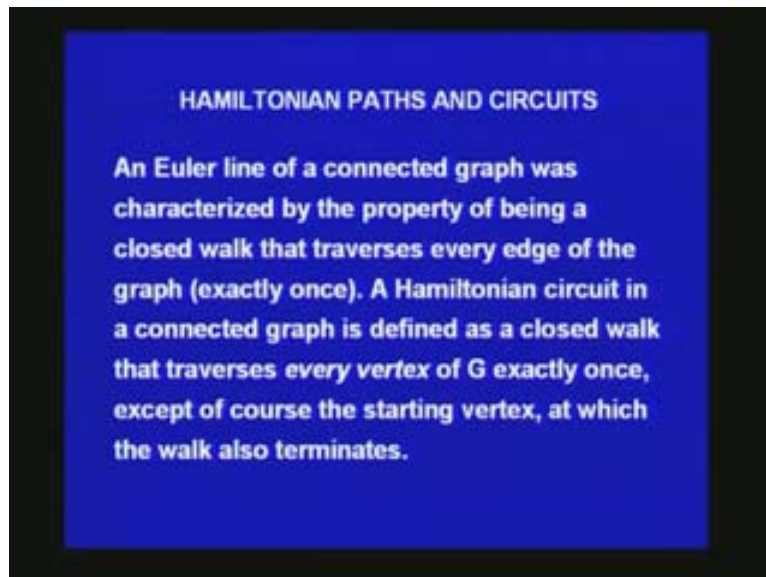 HAMILTONIAN PATHS AND CIRCUITS
An Euler line of a connected graph was
characterized by the property of being a
closed walk that traverses every edge of the
graph (exactly once). A Hamiltonian circuit in
a connected graph is defined as a closed walk
that traverses every vertex of G exactly once,
except of course the starting vertex, at which
the walk also terminates.